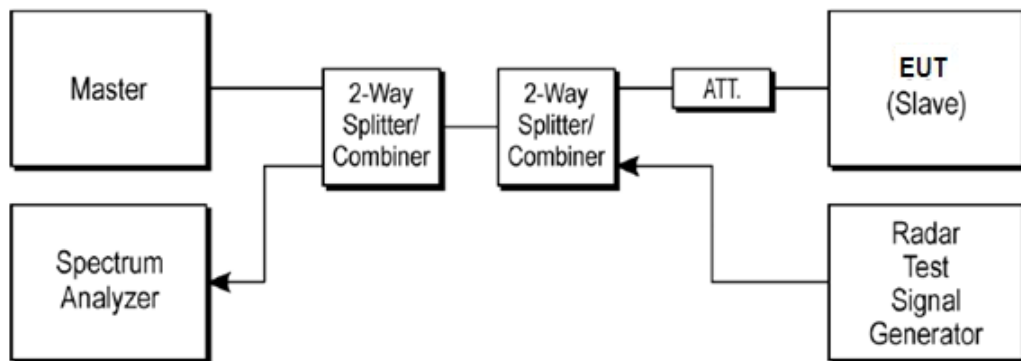 Master
2-Way
Splitter/
Combiner
2-Way
Splitter/
Combiner
ATT.
EUT
(Slave)
Spectrum
Analyzer
Radar
Test
Signal
Generator